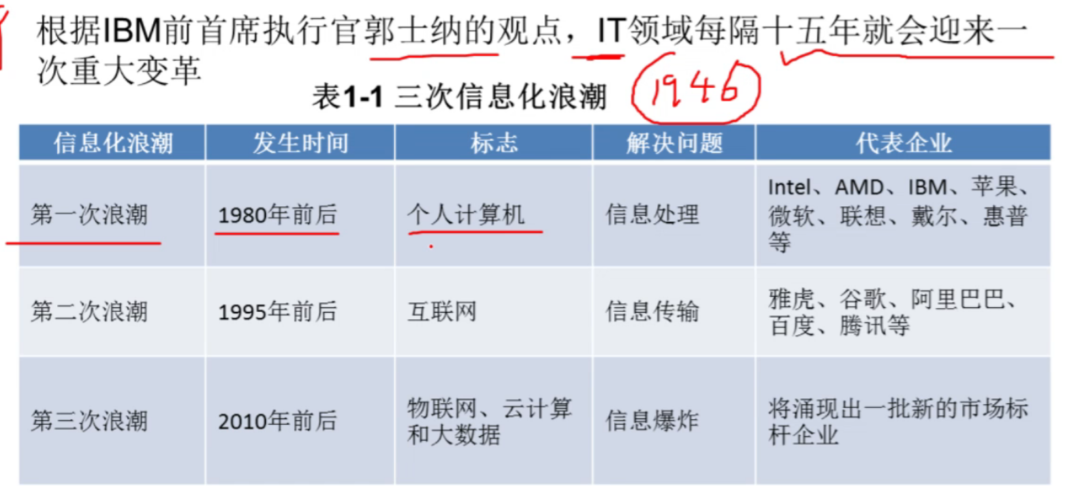 根据IBM前首席执行官郭士纳的观点，IT领域每隔十五年就会迎来一
次重大变革
表1-1 三次信息化浪潮
1946
信息化浪潮 发生时间 标志 解决问题 代表企业
第一次浪潮 1980年前后 个人计算机 信息处理 Intel、AMD、IBM、苹果、
微软、联想、戴尔、惠普
等
第二次浪潮 1995年前后 互联网 信息传输 雅虎、谷歌、阿里巴巴、
百度、腾讯等
第三次浪潮 2010年前后 物联网、云计算
和大数据 信息爆炸 将涌现出一批新的市场标
杆企业